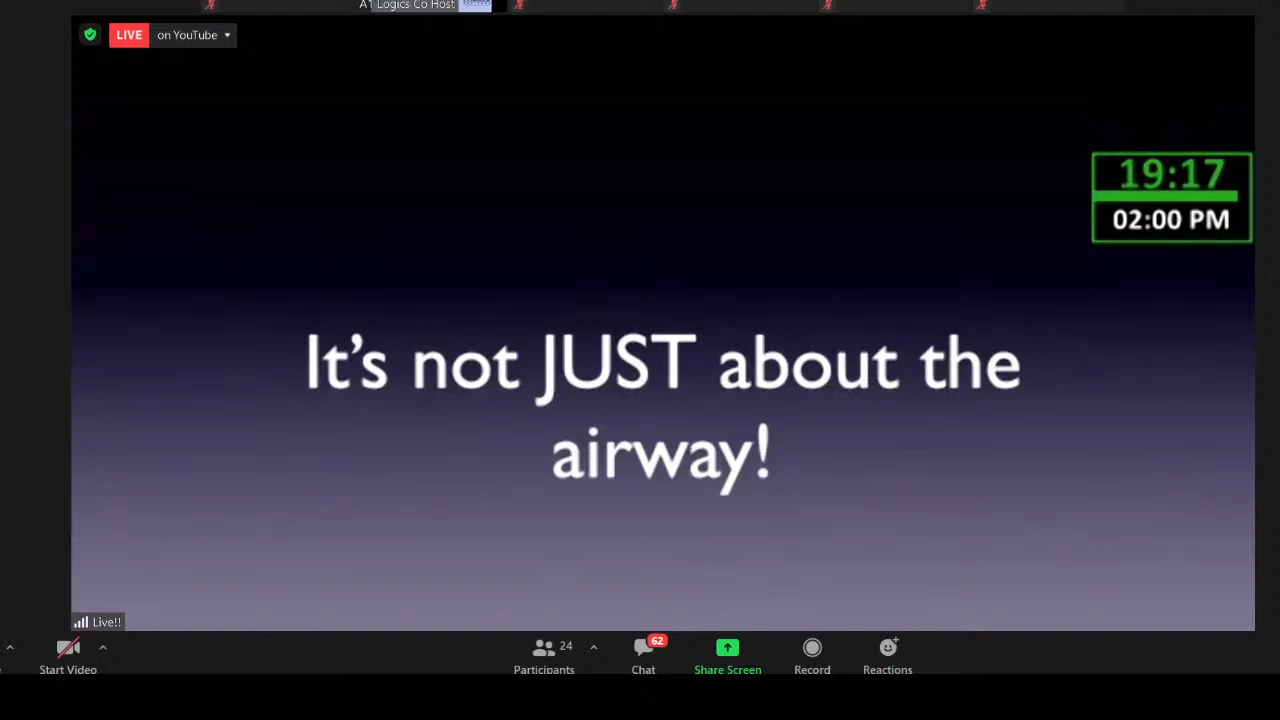 Logics Co Host
LIVE on YouTube
19:17
02:00 PM
It's not JUST about the
airway!
Live!!
24
62
Start Video
Participants
Chat
Share Screen
Record
Reactions